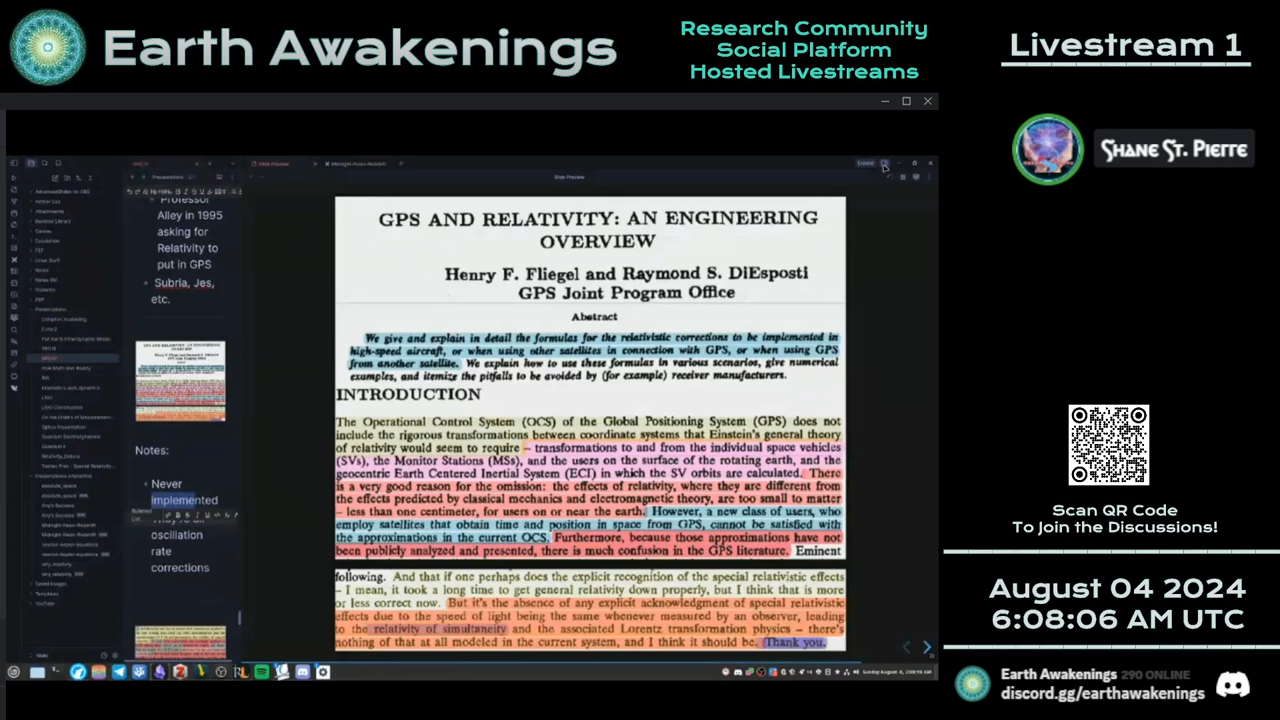 Earth Awakenings
Research Community
Social Platform
Hosted Livestreams
Livestream 1
Shane St. Pierre
Slide Preview
Midnight-Aruns-Redshift
Expand
Slide Preview
Presentations
Professor
Alley in 1995
asking for
Relativity to
put in GPS
Subria, Jes,
etc.
Notes:
Never
implemented
They're all
oscillation
rate
corrections
GPS AND RELATIVITY: AN ENGINEERING
OVERVIEW
Henry F. Fliegel and Raymond S. DiEsposti
GPS Joint Program Office
Abstract
We give and explain in detail the formulas for the relativistic corrections to be implemented in
high-speed aircraft, or when using other satellites in connection with GPS, or when using GPS
from another satellite. We explain how to use these formulas in various scenarios, give numerical
examples, and itemize the pitfalls to be avoided by (for example) receiver manufacturers.
INTRODUCTION
The Operational Control System (OCS) of the Global Positioning System (GPS) does not
include the rigorous transformations between coordinate systems that Einstein's general theory
of relativity would seem to require – transformations to and from the individual space vehicles
(SVs), the Monitor Stations (MSs), and the users on the surface of the rotating earth, and the
geocentric Earth Centered Inertial System (ECI) in which the SV orbits are calculated. There
is a very good reason for the omission: the effects of relativity, where they are different from
the effects predicted by classical mechanics and electromagnetic theory, are too small to matter
– less than one centimeter, for users on or near the earth. However, a new class of users, who
employ satellites that obtain time and position in space from GPS, cannot be satisfied with
the approximations in the current OCS. Furthermore, because those approximations have not
been publicly analyzed and presented, there is much confusion in the GPS literature. Eminent
following. And that if one perhaps does the explicit recognition of the special relativistic effects
– I mean, it took a long time to get general relativity down properly, but I think that is more
or less correct now. But it's the absence of any explicit acknowledgment of special relativistic
effects due to the speed of light being the same whenever measured by an observer, leading
to the relativity of simultaneity and the associated Lorentz transformation physics – there's
nothing of that at all modeled in the current system, and I think it should be. Thank you.
Scan QR Code
To Join the Discussions!
August 04 2024
6:08:06 AM UTC
Earth Awakenings 290 ONLINE
discord.gg/earthawakenings